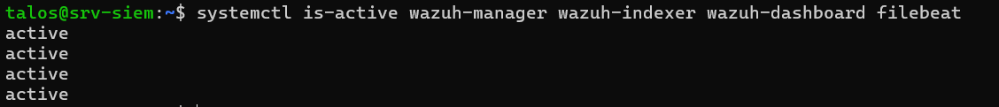 talos@srv-siem:~$ systemctl is-active wazuh-manager wazuh-indexer wazuh-dashboard filebeat
active
active
active
active